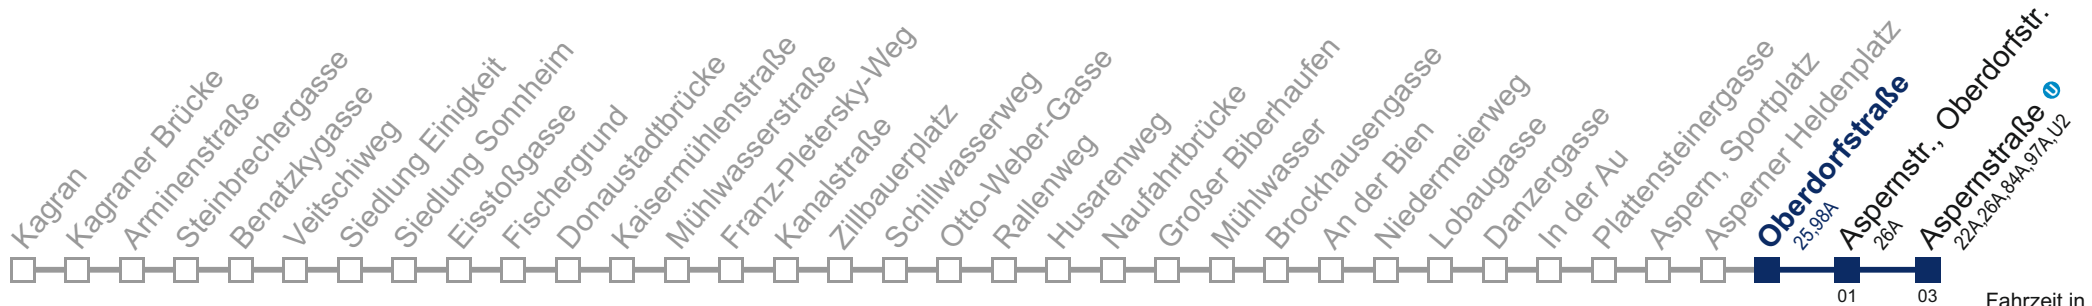 Kagran
Kagraner Brücke
Arminenstraße
Steinbrechergasse
Benatzkygasse
Veitschiweg
Siedlung Einigkeit
Siedlung Sonnheim
Eisstoßgasse
Fischergrund
Donaustadtbrücke
Kaisermühlenstraße
Mühlwasserstraße
Franz-Pletersky-Weg
Kanalstraße
Zillbauerplatz
Schillwasserweg
Otto-Weber-Gasse
Rallenweg
Husarenweg
Naufahrtbrücke
Großer Biberhaufen
Mühlwasser
Brockhausengasse
An der Bien
Niedermeierweg
Lobaugasse
Danzergasse
In der Au
Plattensteinergasse
Aspern, Sportplatz
Asperner Heldenplatz
Oberdorfstraße
25,98A
Aspernstr., Oberdorfstr.
26A
Aspernstraße U
22A,26A,84A,97A,U2
01
03
Fahrzeit in